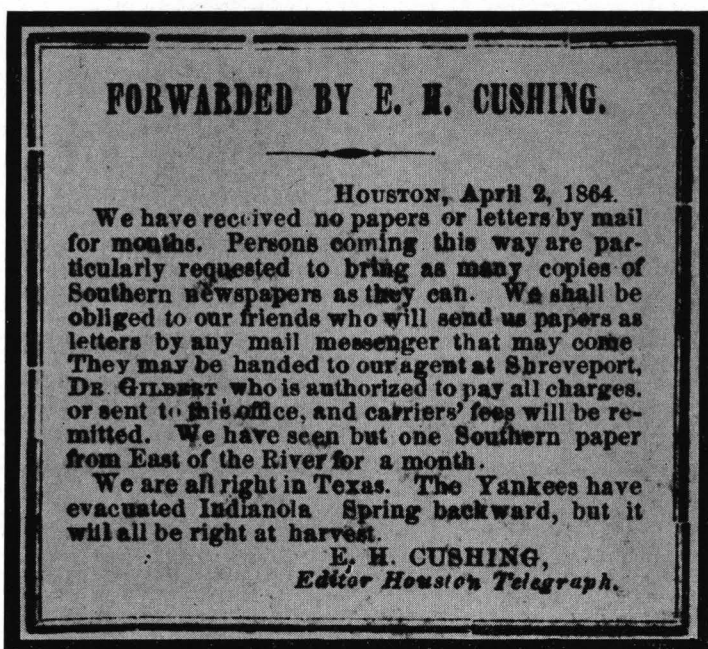 FORWARDED BY E. H. CUSHING.
HOUSTON, April 2, 1864.
We have received no papers or letters by mail
for months. Persons coming this way are par-
ticularly requested to bring as many copies of
Southern newspapers as they can. We shall be
obliged to our friends who will send us papers as
letters by any mail messenger that may come
They may be handed to our agent at Shreveport,
DR GILBERT who is authorized to pay all charges.
or sent to this office, and carriers' fees will be re-
mitted. We have seen but one Southern paper
from East of the River for a month.
We are all right in Texas. The Yankees have
evacuated Indianola Spring backward, but it
will all be right at harvest.
E. H. CUSHING,
Editor Houston Telegraph.